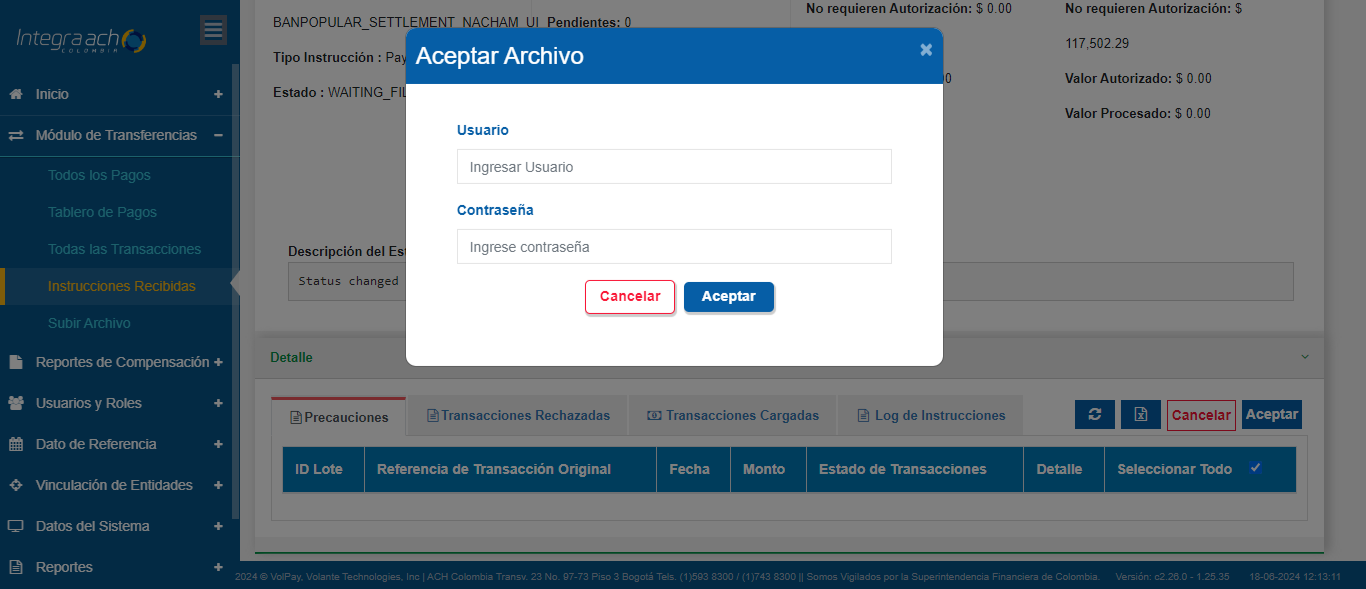 Integra ach
COLOMBIA
Inicio
Módulo de Transferencias
Todos los Pagos
Tablero de Pagos
Todas las Transacciones
Instrucciones Recibidas
Subir Archivo
Reportes de Compensación
Usuarios y Roles
Dato de Referencia
Vinculación de Entidades
Datos del Sistema
Reportes
BANPOPULAR_SETTLEMENT_NACHAM_UI
Tipo Instrucción : Pay
Estado : WAITING_FIL
Pendientes: 0
No requieren Autorización: $ 0.00
No requieren Autorización: $
117,502.29
Valor Autorizado: $ 0.00
Valor Procesado: $ 0.00
Aceptar Archivo
×
Usuario
Ingresar Usuario
Contraseña
Ingrese contraseña
Cancelar Aceptar
Descripción del Es
Status changed
Detalle
Precauciones Transacciones Rechazadas Transacciones Cargadas Log de Instrucciones Cancelar Aceptar
ID Lote Referencia de Transacción Original Fecha Monto Estado de Transacciones Detalle Seleccionar Todo
2024 © VolPay, Volante Technologies, Inc | ACH Colombia Transv. 23 No. 97-73 Piso 3 Bogotá Tels. (1)593 8300 / (1)743 8300 || Somos Vigilados por la Superintendencia Financiera de Colombia. Versión: c2.26.0 - 1.25.35 18-06-2024 12:13:11